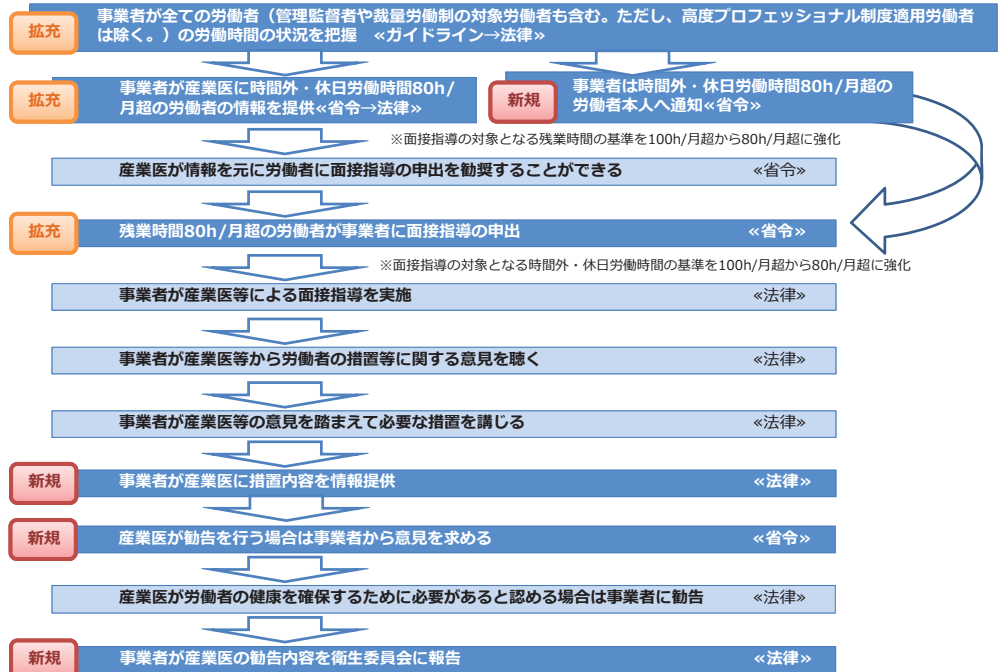 拡充
事業者が全ての労働者（管理監督者や裁量労働制の対象労働者も含む。ただし、高度プロフェッショナル制度適用労働者
は除く。）の労働時間の状況を把握　«ガイドライン→法律»
拡充
事業者が産業医に時間外・休日労働時間80h/
月超の労働者の情報を提供«省令→法律»
新規
事業者は時間外・休日労働時間80h/月超の
労働者本人へ通知«省令»
※面接指導の対象となる残業時間の基準を100h/月超から80h/月超に強化
産業医が情報を元に労働者に面接指導の申出を勧奨することができる　«省令»
拡充
残業時間80h/月超の労働者が事業者に面接指導の申出　«省令»
※面接指導の対象となる時間外・休日労働時間の基準を100h/月超から80h/月超に強化
事業者が産業医等による面接指導を実施　«法律»
事業者が産業医等から労働者の措置等に関する意見を聴く　«法律»
事業者が産業医等の意見を踏まえて必要な措置を講じる　«法律»
新規
事業者が産業医に措置内容を情報提供　«法律»
新規
産業医が勧告を行う場合は事業者から意見を求める　«省令»
産業医が労働者の健康を確保するために必要があると認める場合は事業者に勧告　«法律»
新規
事業者が産業医の勧告内容を衛生委員会に報告　«法律»